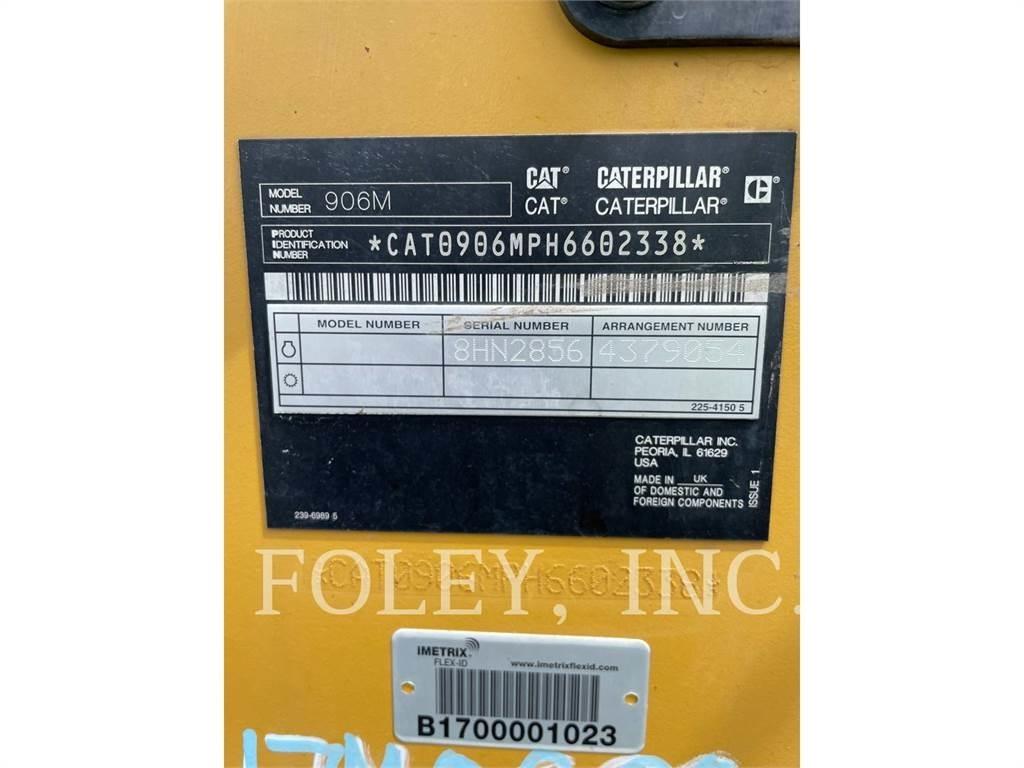 CAT® CATERPILLAR®
MODEL NUMBER 906M
CAT® CATERPILLAR®
PRODUCT IDENTIFICATION NUMBER *CAT0906MPH6602338*
MODEL NUMBER SERIAL NUMBER ARRANGEMENT NUMBER
8HN2856 4379054
225-4150 5
CATERPILLAR INC.
PEORIA, IL 61629
USA
MADE IN UK
OF DOMESTIC AND
FOREIGN COMPONENTS
ISSUE 1
239-6989 5
FOLEY, INC.
*CAT0906MPH6602338*
IMETRIX
FLEX-ID www.imetrixflexid.com
B1700001023